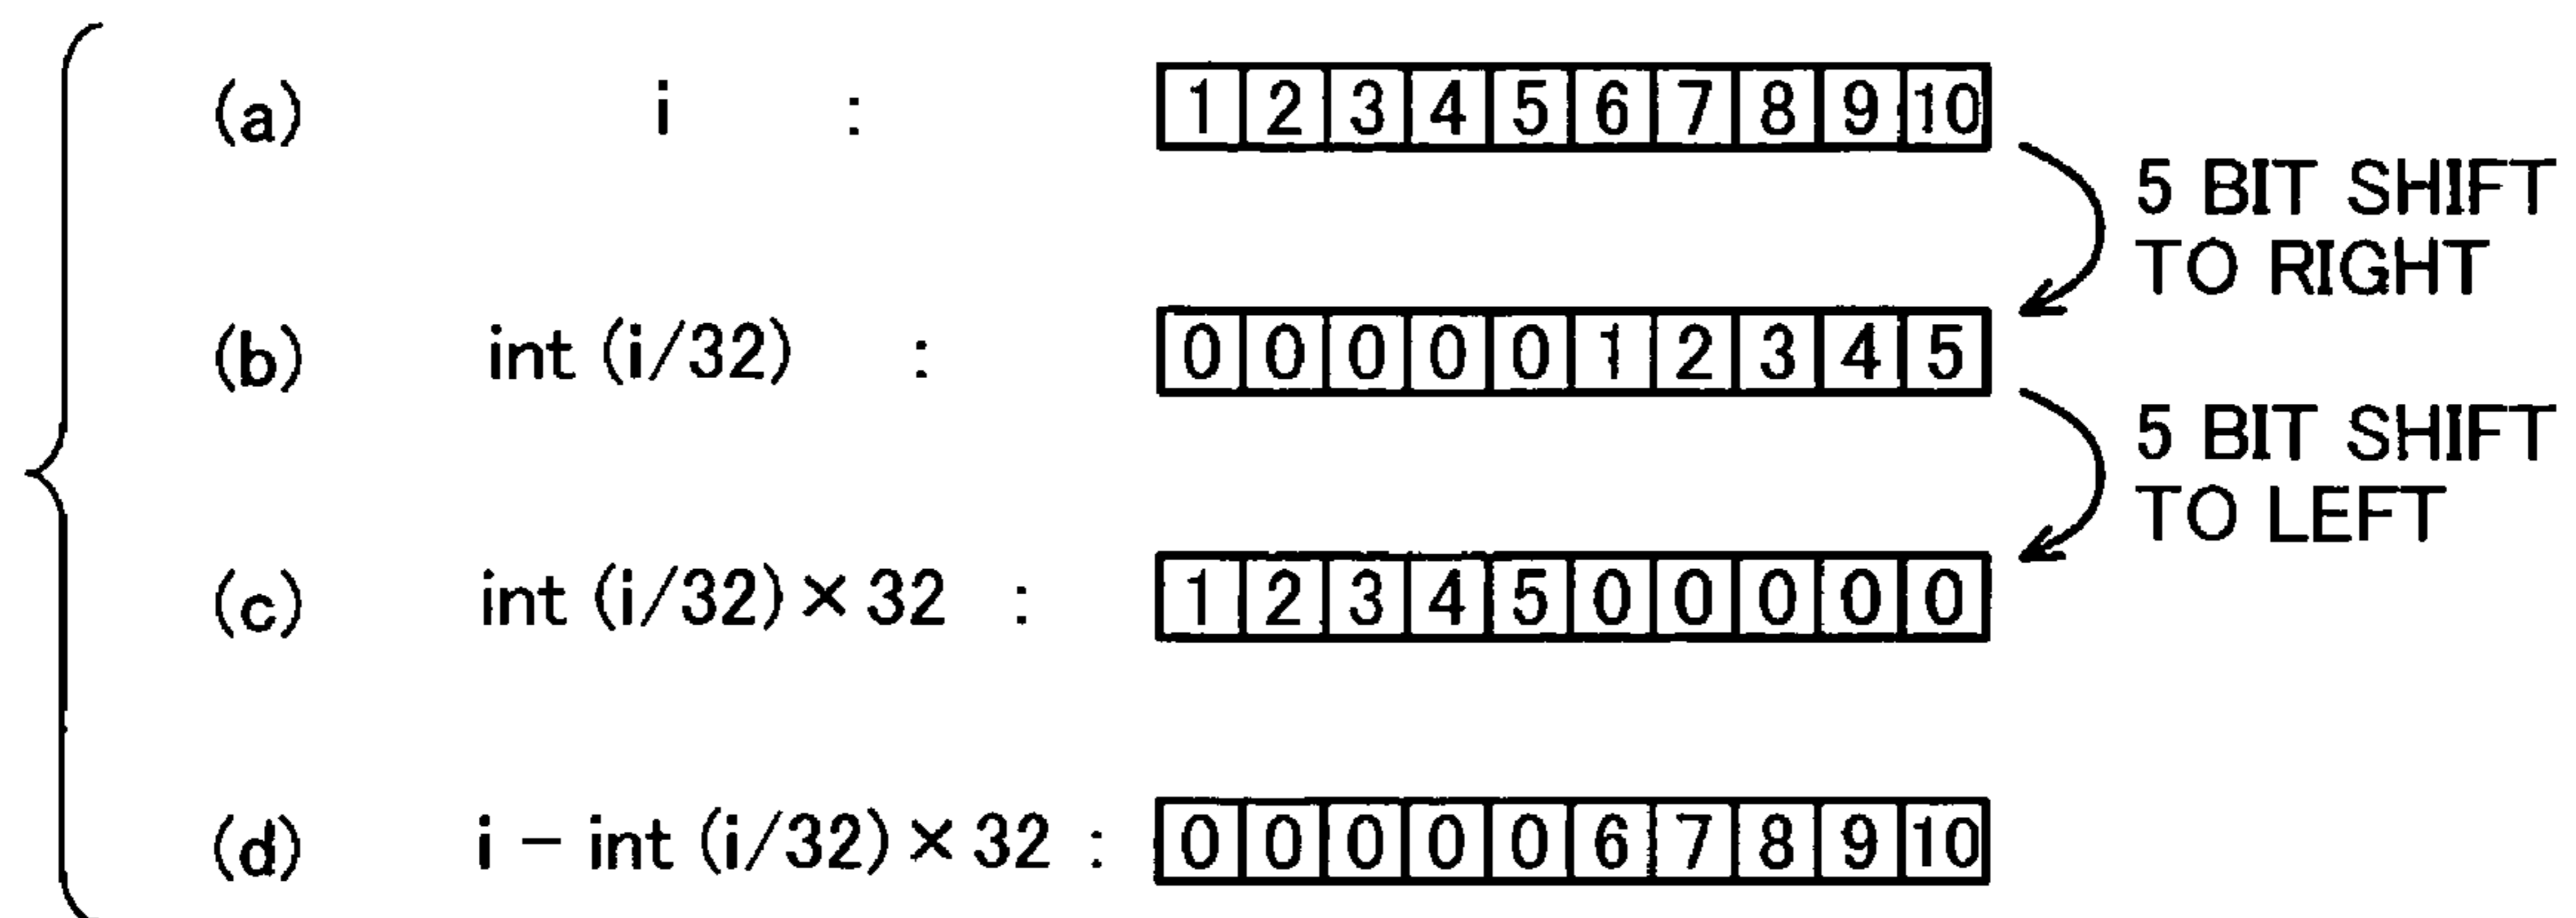 (a) i : 1 2 3 4 5 6 7 8 9 10
5 BIT SHIFT
TO RIGHT
(b) int (i/32) : 0 0 0 0 0 1 2 3 4 5
5 BIT SHIFT
TO LEFT
(c) int (i/32) × 32 : 1 2 3 4 5 0 0 0 0 0
(d) i − int (i/32) × 32 : 0 0 0 0 0 6 7 8 9 10